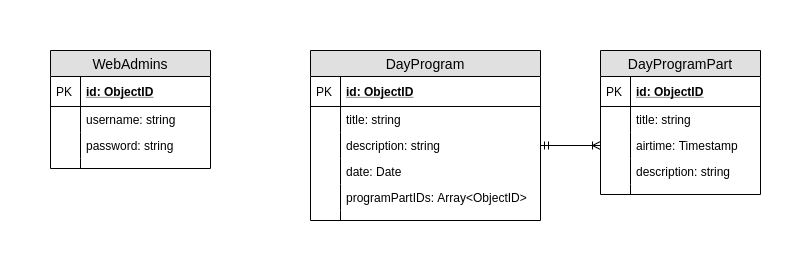 WebAdmins
PK id: ObjectID
username: string
password: string
DayProgram
PK id: ObjectID
title: string
description: string
date: Date
programPartIDs: Array<ObjectID>
DayProgramPart
PK id: ObjectID
title: string
airtime: Timestamp
description: string